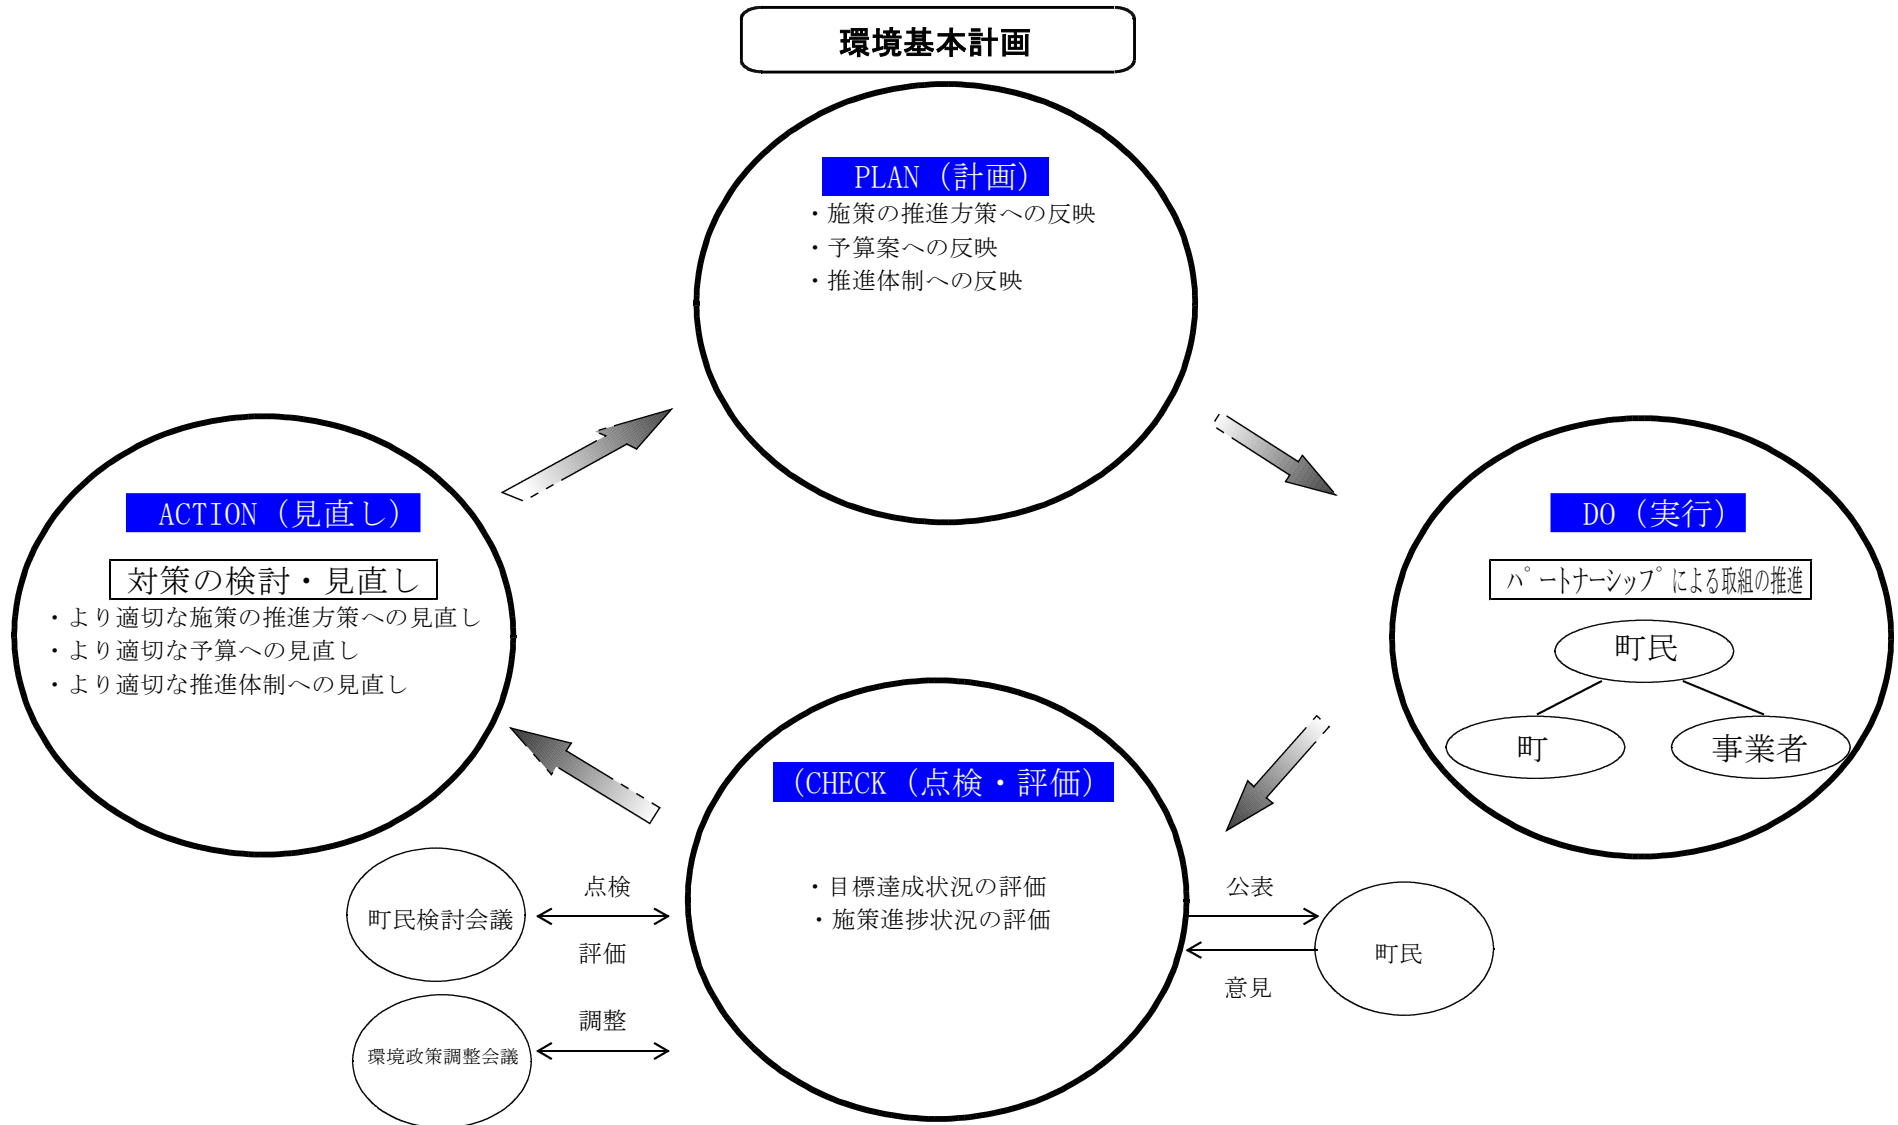 環境基本計画
PLAN（計画）
・施策の推進方策への反映
・予算案への反映
・推進体制への反映
ACTION（見直し）
対策の検討・見直し
・より適切な施策の推進方策への見直し
・より適切な予算への見直し
・より適切な推進体制への見直し
DO（実行）
ﾊﾟｰﾄﾅｰｼｯﾌﾟによる取組の推進
町民
町
事業者
(CHECK（点検・評価）
・目標達成状況の評価
・施策進捗状況の評価
町民検討会議
点検
評価
環境政策調整会議
調整
公表
意見
町民